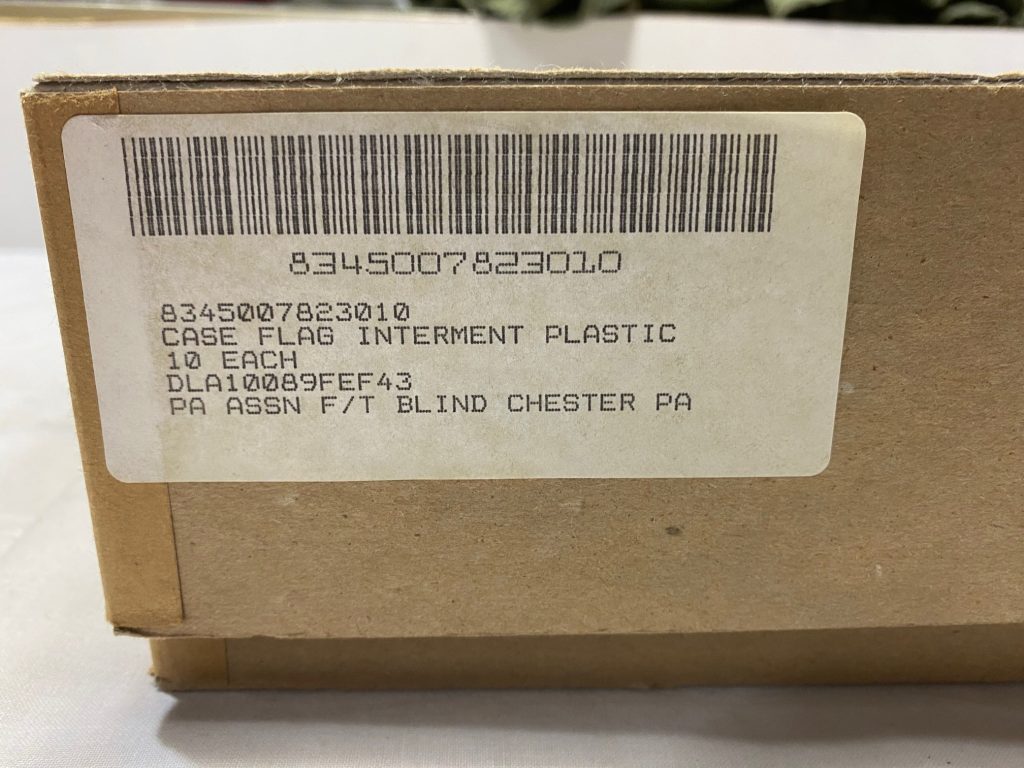 8345007823010
8345007823010
CASE FLAG INTERMENT PLASTIC
10 EACH
DLA10089FEF43
PA ASSN F/T BLIND CHESTER PA